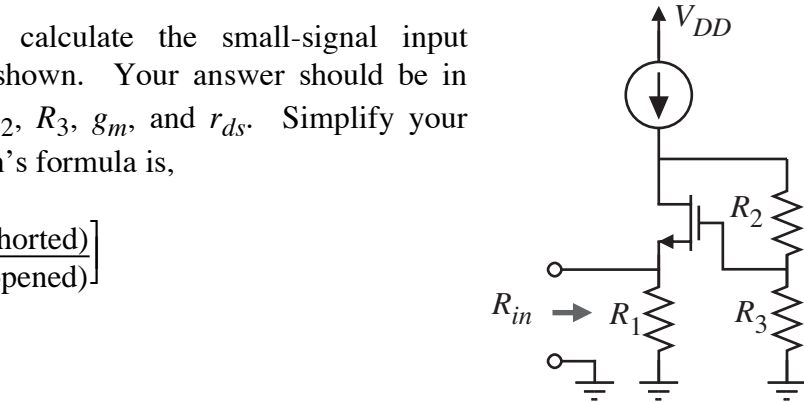 calculate the small-signal input
shown. Your answer should be in
2, R3, gm, and rds. Simplify your
n's formula is,
horted)
pened)]
VDD
R2
Rin
R1
R3